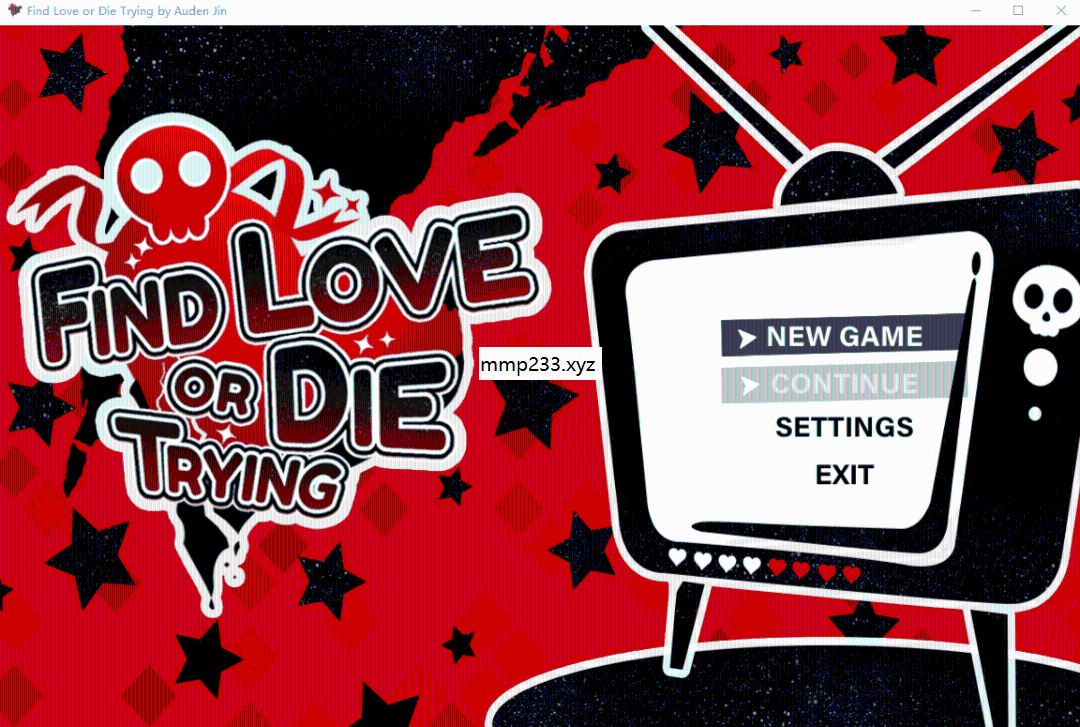 Find Love or Die Trying by Auden Jin
FIND LOVE
OR DIE
TRYING
mmp233.xyz
NEW GAME
CONTINUE
SETTINGS
EXIT